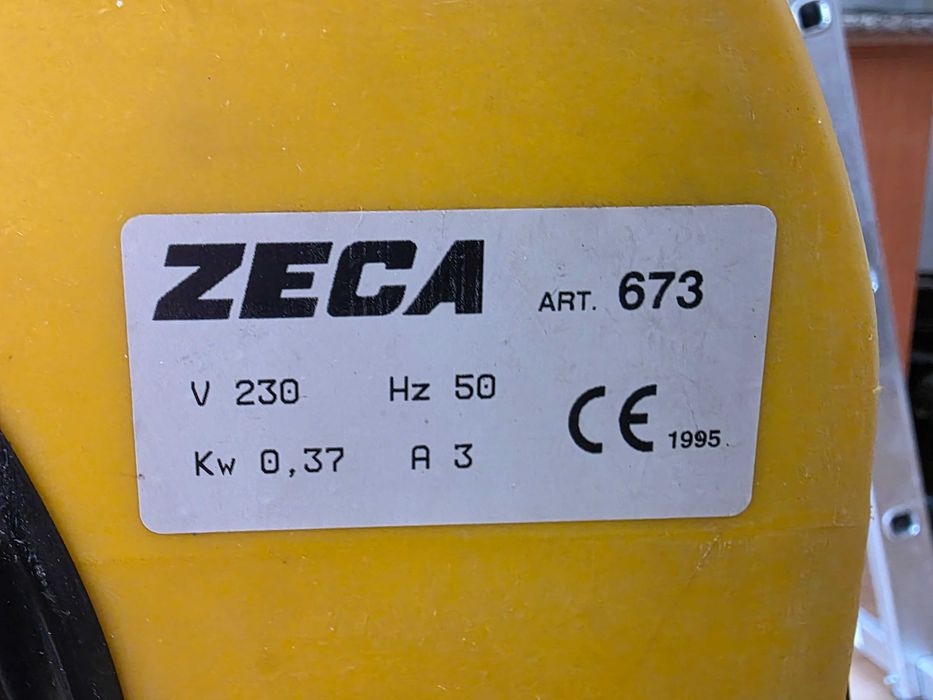 ZECA ART. 673
V 230 Hz 50
Kw 0,37 A 3
CE 1995.